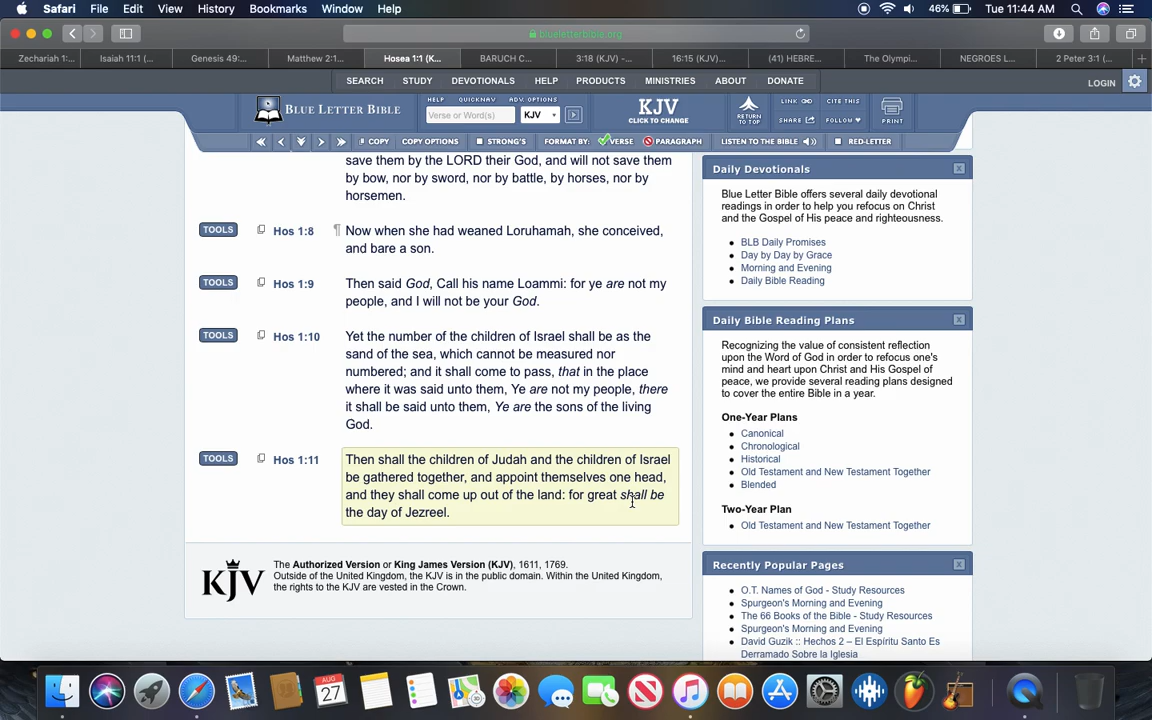 Safari File Edit View History Bookmarks Window Help 46% Tue 11:44 AM
blueletterbible.org
Zechariah 1:... Isaiah 11:1 (... Genesis 49:... Matthew 2:1... Hosea 1:1 (K... BARUCH C... 3:18 (KJV) -... 16:15 (KJV)... (41) HEBRE... The Olympi... NEGROES L... 2 Peter 3:1 (...
SEARCH STUDY DEVOTIONALS HELP PRODUCTS MINISTRIES ABOUT DONATE LOGIN
BLUE LETTER BIBLE
HELP QUICKNAV ADV. OPTIONS
Verse or Word(s) KJV
KJV
CLICK TO CHANGE
RETURN
TO TOP
LINK CITE THIS
SHARE FOLLOW
PRINT
COPY COPY OPTIONS STRONG'S FORMAT BY: VERSE PARAGRAPH LISTEN TO THE BIBLE RED-LETTER
save them by the LORD their God, and will not save them
by bow, nor by sword, nor by battle, by horses, nor by
horsemen.
TOOLS Hos 1:8 ¶ Now when she had weaned Loruhamah, she conceived,
and bare a son.
TOOLS Hos 1:9 Then said God, Call his name Loammi: for ye are not my
people, and I will not be your God.
TOOLS Hos 1:10 Yet the number of the children of Israel shall be as the
sand of the sea, which cannot be measured nor
numbered; and it shall come to pass, that in the place
where it was said unto them, Ye are not my people, there
it shall be said unto them, Ye are the sons of the living
God.
TOOLS Hos 1:11 Then shall the children of Judah and the children of Israel
be gathered together, and appoint themselves one head,
and they shall come up out of the land: for great shall be
the day of Jezreel.
KJV
The Authorized Version or King James Version (KJV), 1611, 1769.
Outside of the United Kingdom, the KJV is in the public domain. Within the United Kingdom,
the rights to the KJV are vested in the Crown.
Daily Devotionals x
Blue Letter Bible offers several daily devotional
readings in order to help you refocus on Christ
and the Gospel of His peace and righteousness.
BLB Daily Promises
Day by Day by Grace
Morning and Evening
Daily Bible Reading
Daily Bible Reading Plans x
Recognizing the value of consistent reflection
upon the Word of God in order to refocus one's
mind and heart upon Christ and His Gospel of
peace, we provide several reading plans designed
to cover the entire Bible in a year.
One-Year Plans
Canonical
Chronological
Historical
Old Testament and New Testament Together
Blended
Two-Year Plan
Old Testament and New Testament Together
Recently Popular Pages x
O.T. Names of God - Study Resources
Spurgeon's Morning and Evening
The 66 Books of the Bible - Study Resources
Spurgeon's Morning and Evening
David Guzik :: Hechos 2 – El Espíritu Santo Es
Derramado Sobre la Iglesia
AUG
27